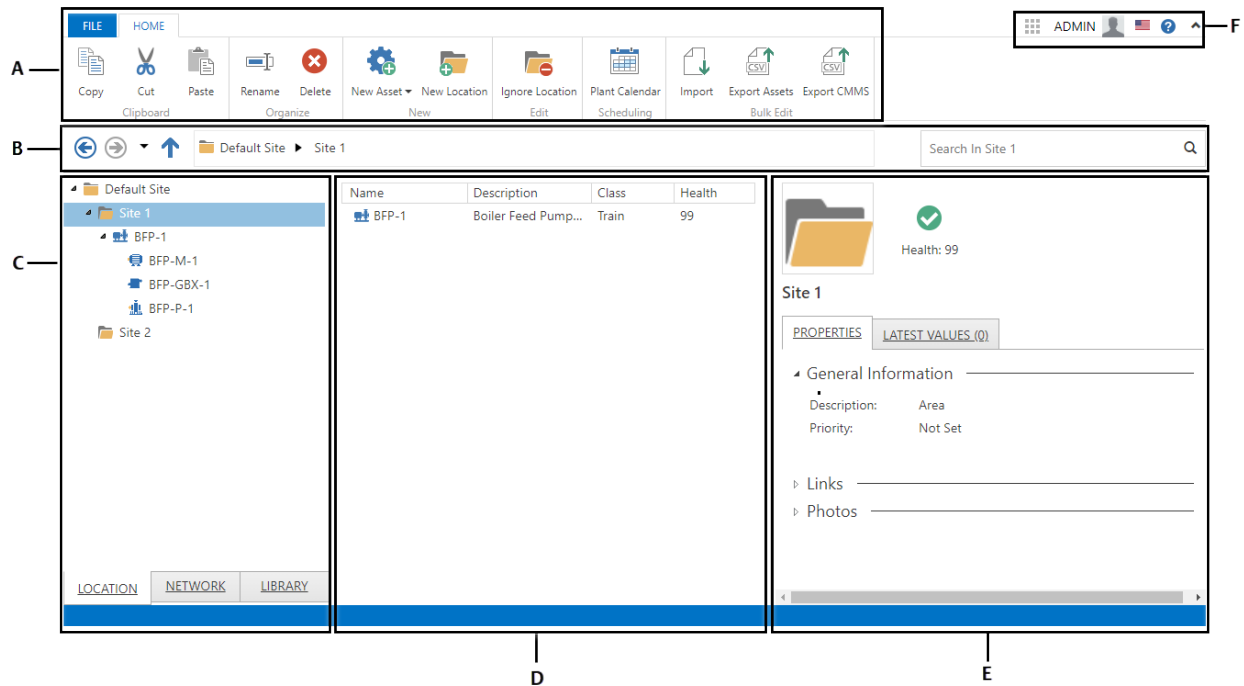 FILE HOME
ADMIN
F
A
CSV CSV
Copy Cut Paste Rename Delete New Asset New Location Ignore Location Plant Calendar Import Export Assets Export CMMS
Clipboard Organize New Edit Scheduling Bulk Edit
B
Default Site Site 1
Search In Site 1
C
Default Site
Site 1
BFP-1
BFP-M-1
BFP-GBX-1
BFP-P-1
Site 2
LOCATION NETWORK LIBRARY
Name Description Class Health
BFP-1 Boiler Feed Pump... Train 99
Health: 99
Site 1
PROPERTIES LATEST VALUES (0)
General Information
Description: Area
Priority: Not Set
Links
Photos
D
E